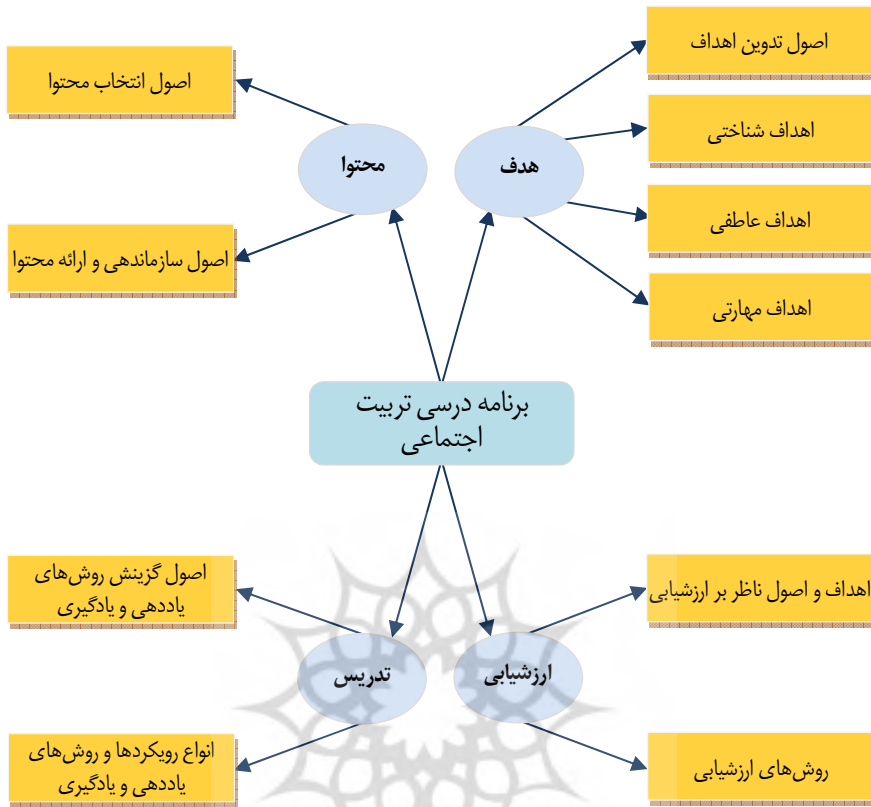 اصول تدوین اهداف
اصول انتخاب محتوا
اهداف شناختی
هدف
محتوا
اهداف عاطفی
اصول سازماندهی و ارائه محتوا
اهداف مهارتی
برنامه درسی تربیت
اجتماعی
اهداف و اصول ناظر بر ارزشیابی
اصول گزینش روش‌های
یاددهی و یادگیری
ارزشیابی
تدریس
روش‌های ارزشیابی
انواع رویکردها و روش‌های
یاددهی و یادگیری